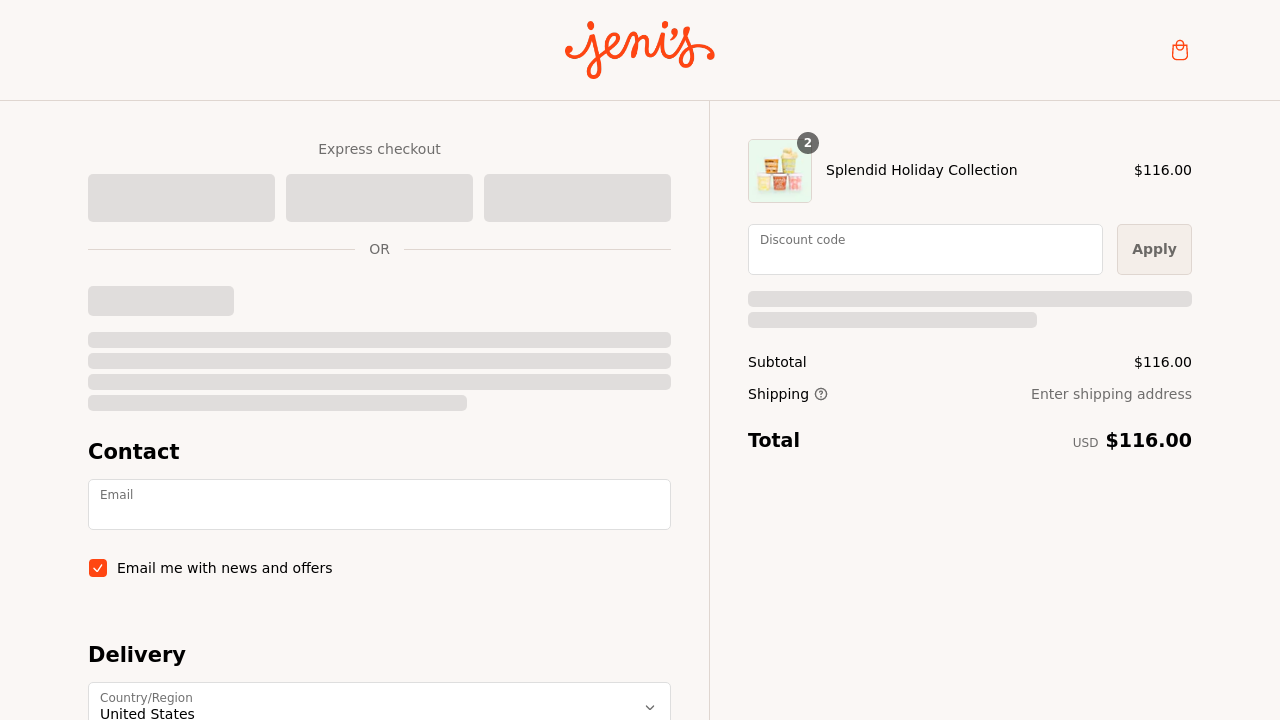 jeni's
Express checkout
OR
Contact
Email
Email me with news and offers
Delivery
Country/Region
United States
2
Splendid Holiday Collection
$116.00
Discount code
Apply
Subtotal
$116.00
Shipping
Enter shipping address
Total
USD $116.00